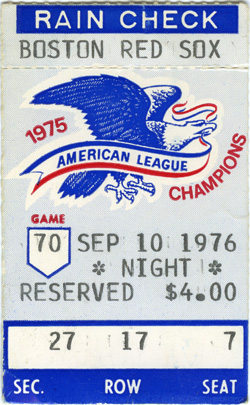 RAIN CHECK
BOSTON RED SOX
1975
AMERICAN LEAGUE
CHAMPIONS
GAME
70 SEP 10 1976
* NIGHT *
RESERVED $4.00
27 17 7
SEC. ROW SEAT